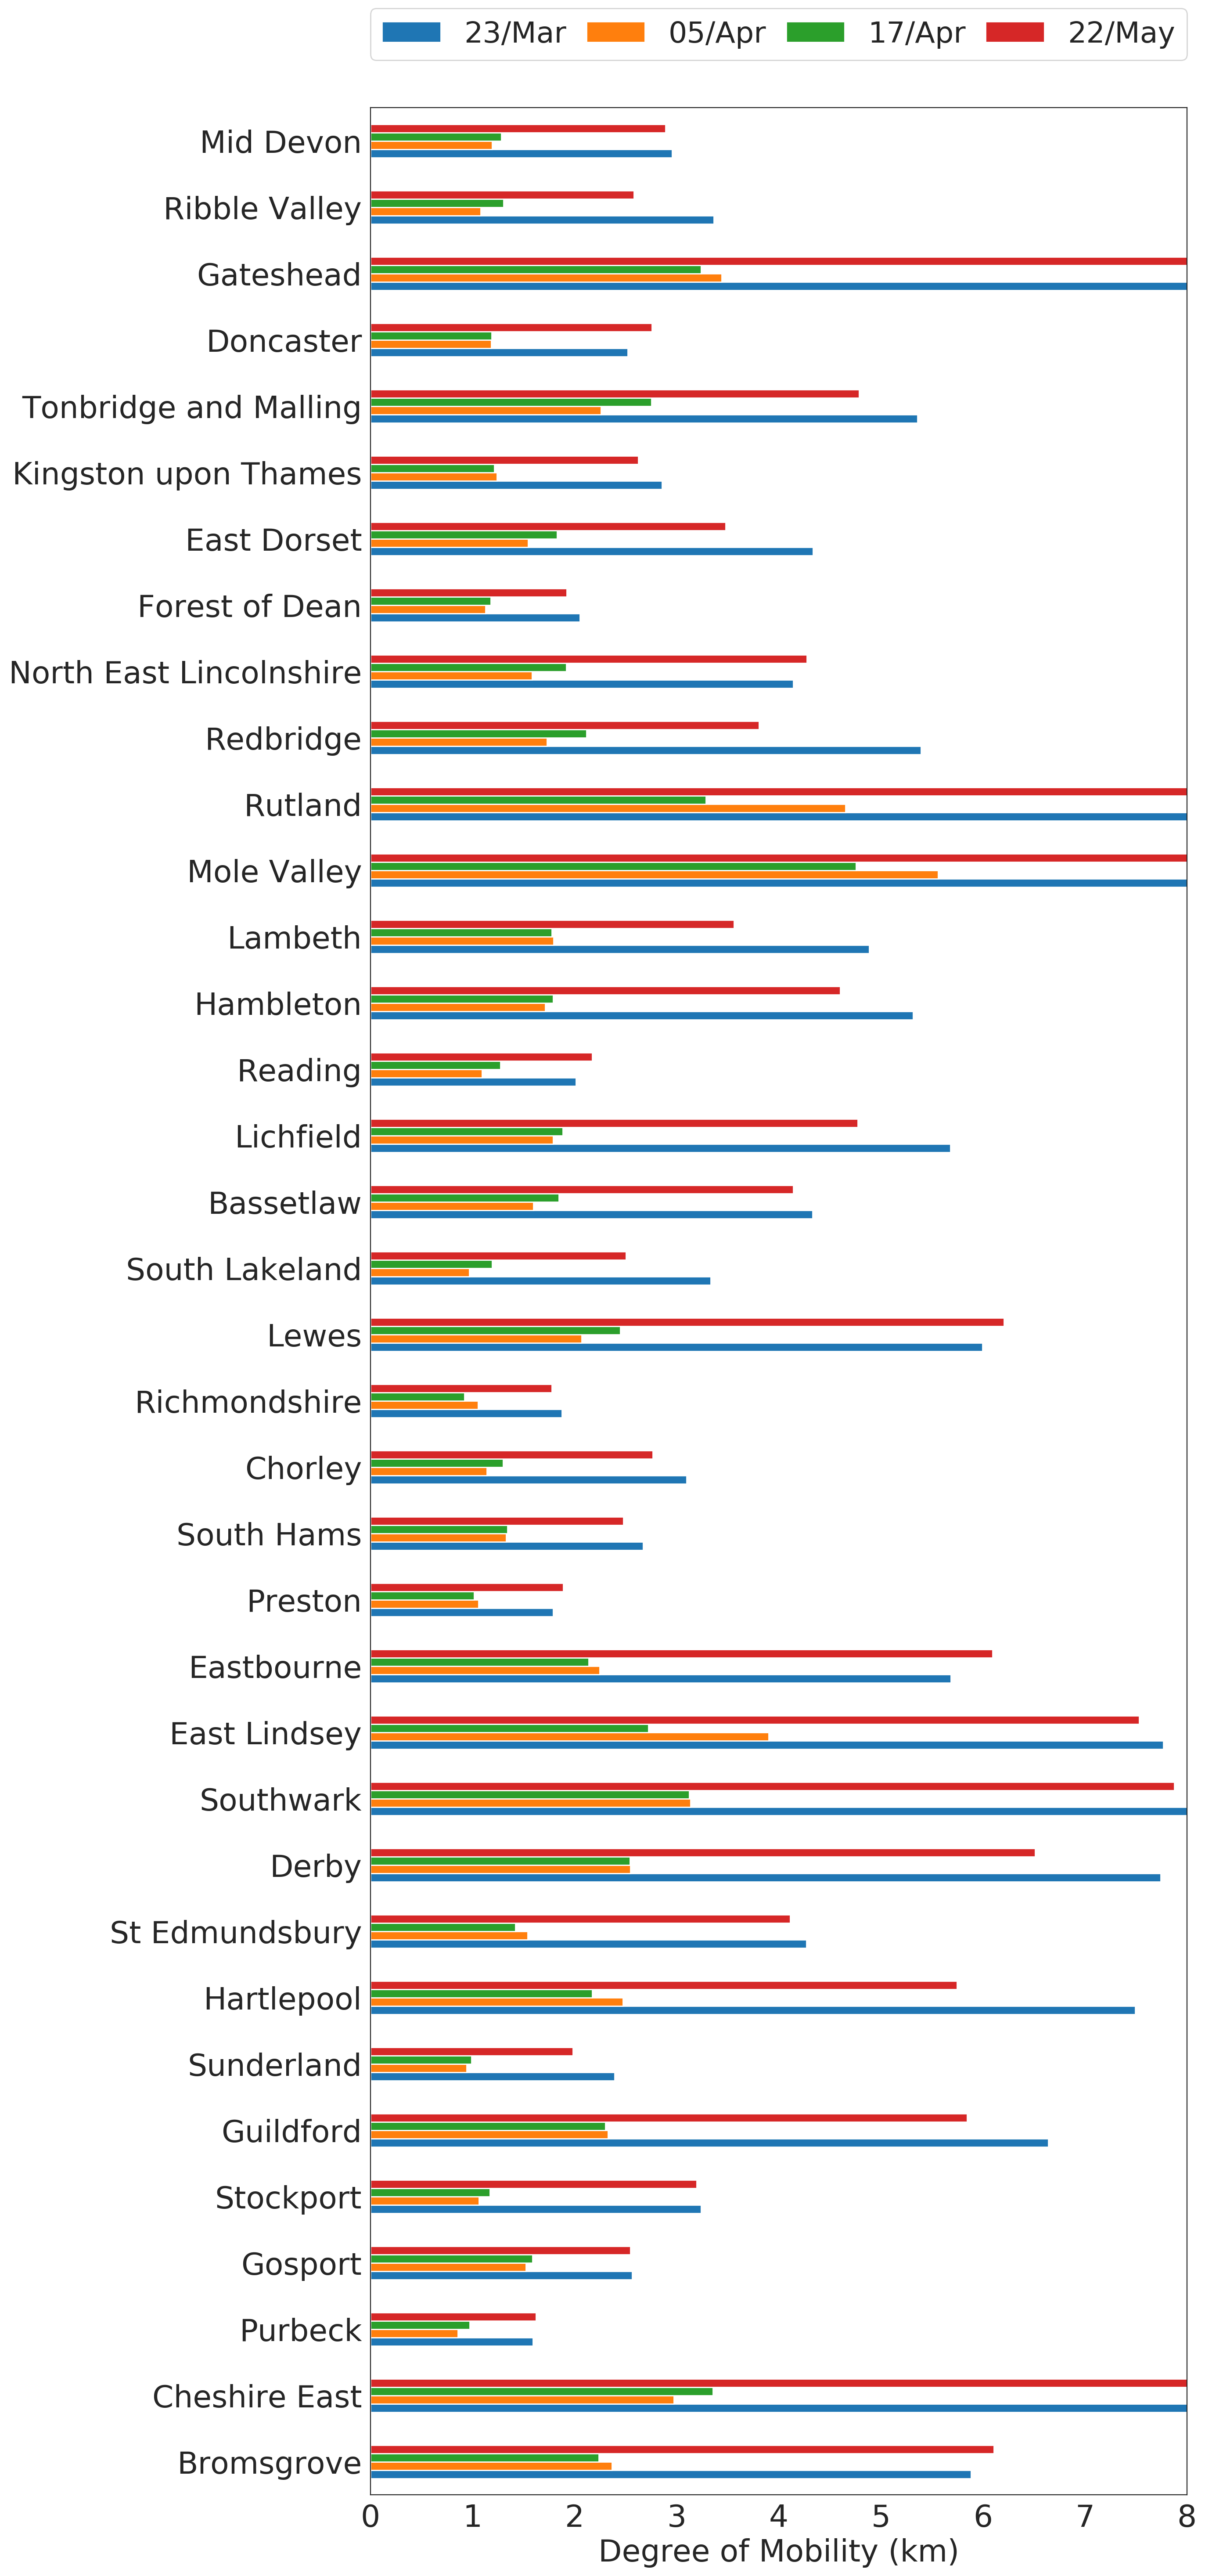 23/Mar 05/Apr 17/Apr 22/May
Mid Devon
Ribble Valley
Gateshead
Doncaster
Tonbridge and Malling
Kingston upon Thames
East Dorset
Forest of Dean
North East Lincolnshire
Redbridge
Rutland
Mole Valley
Lambeth
Hambleton
Reading
Lichfield
Bassetlaw
South Lakeland
Lewes
Richmondshire
Chorley
South Hams
Preston
Eastbourne
East Lindsey
Southwark
Derby
St Edmundsbury
Hartlepool
Sunderland
Guildford
Stockport
Gosport
Purbeck
Cheshire East
Bromsgrove
0 1 2 3 4 5 6 7 8
Degree of Mobility (km)